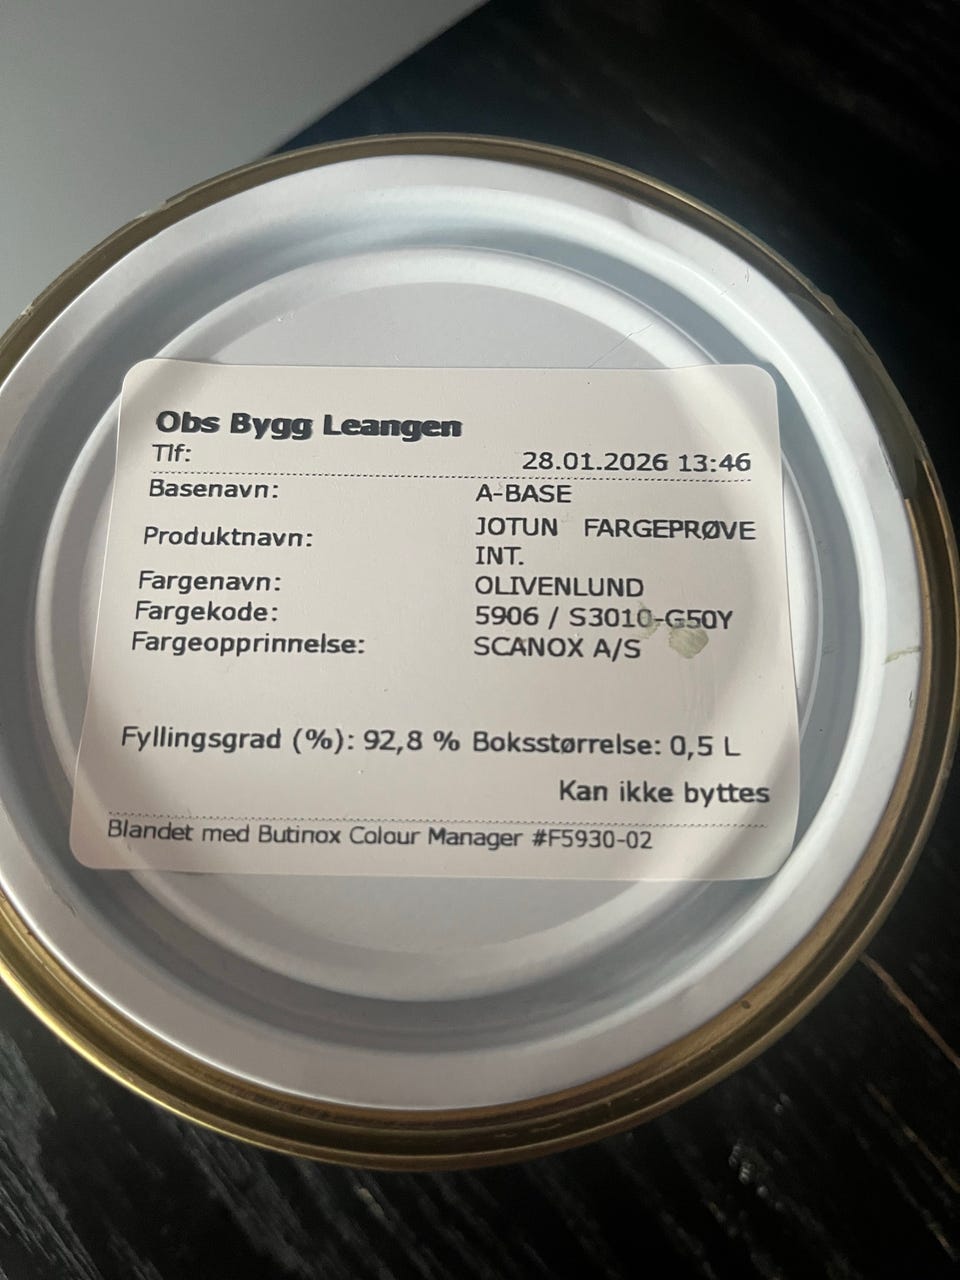 Obs Bygg Leangen
Tlf: 28.01.2026 13:46
Basenavn: A-BASE
Produktnavn: JOTUN FARGEPRØVE
INT.
Fargenavn: OLIVENLUND
Fargekode: 5906 / S3010-G50Y
Fargeopprinnelse: SCANOX A/S
Fyllingsgrad (%): 92,8 % Boksstørrelse: 0,5 L
Kan ikke byttes
Blandet med Butinox Colour Manager #F5930-02